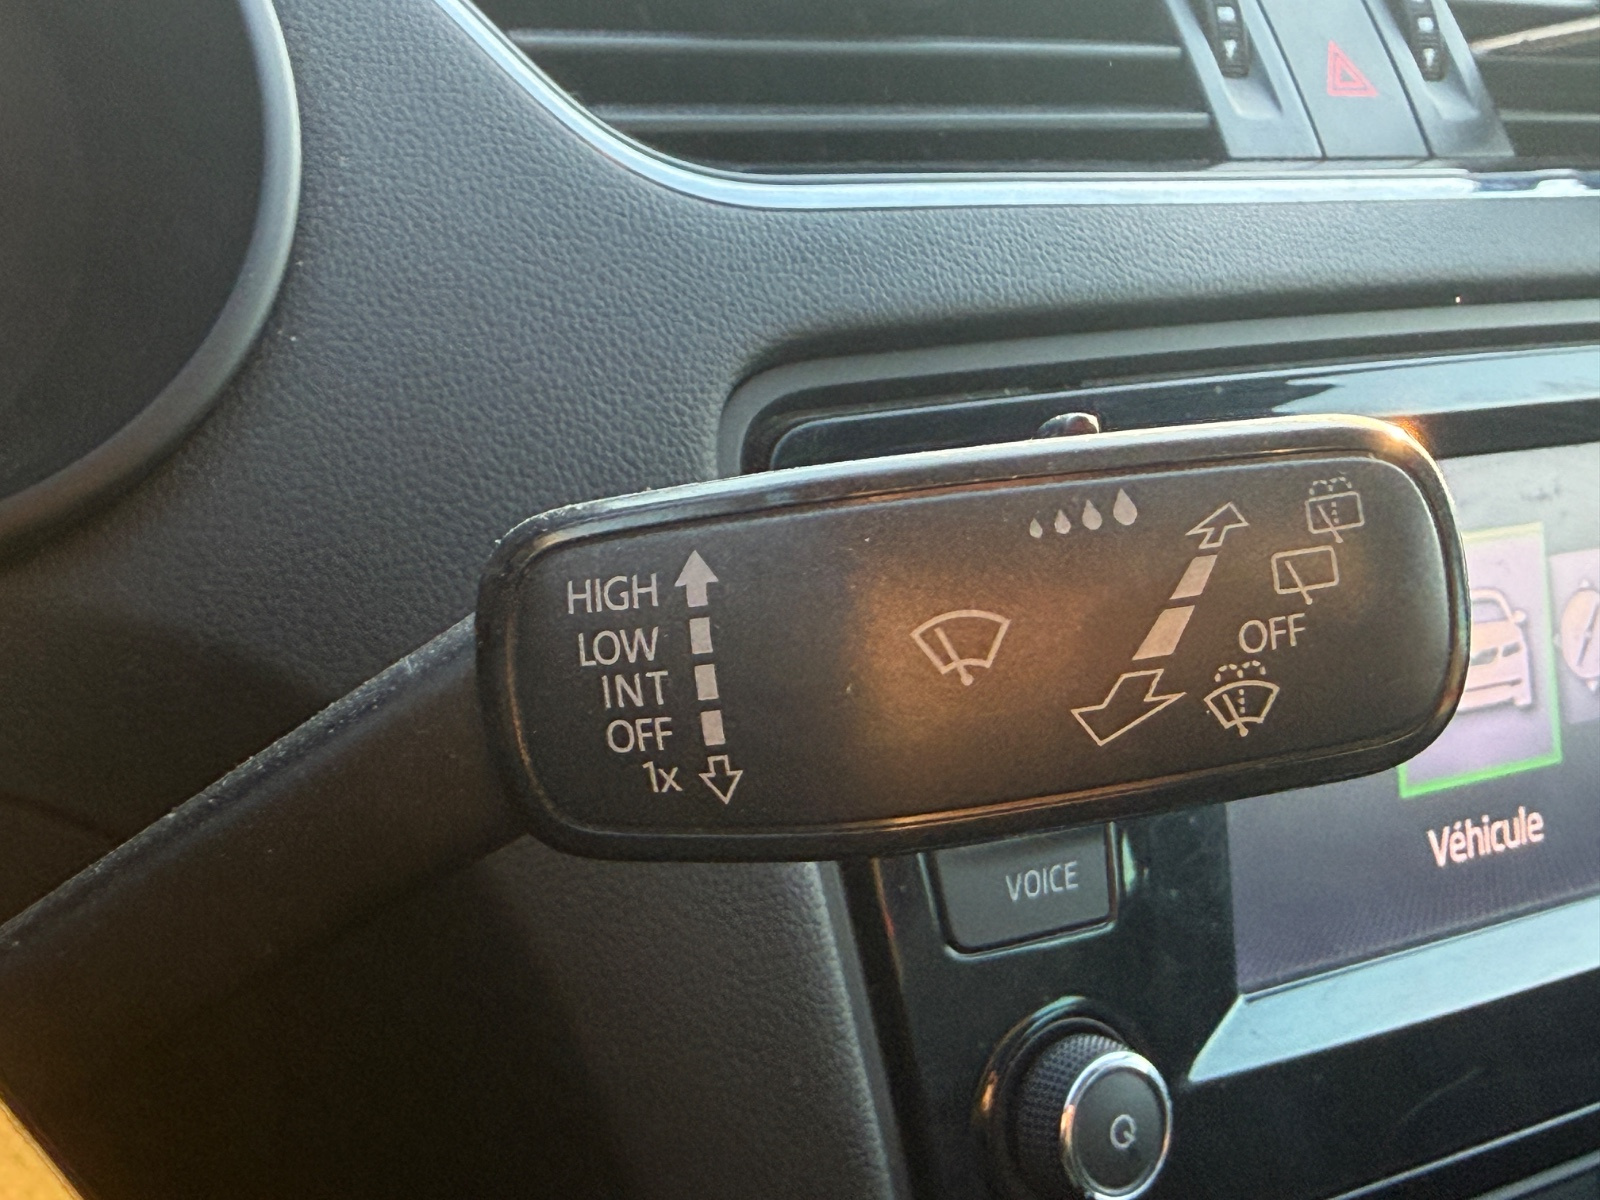 HIGH
LOW
INT
OFF
1x
OFF
VOICE
Véhicule